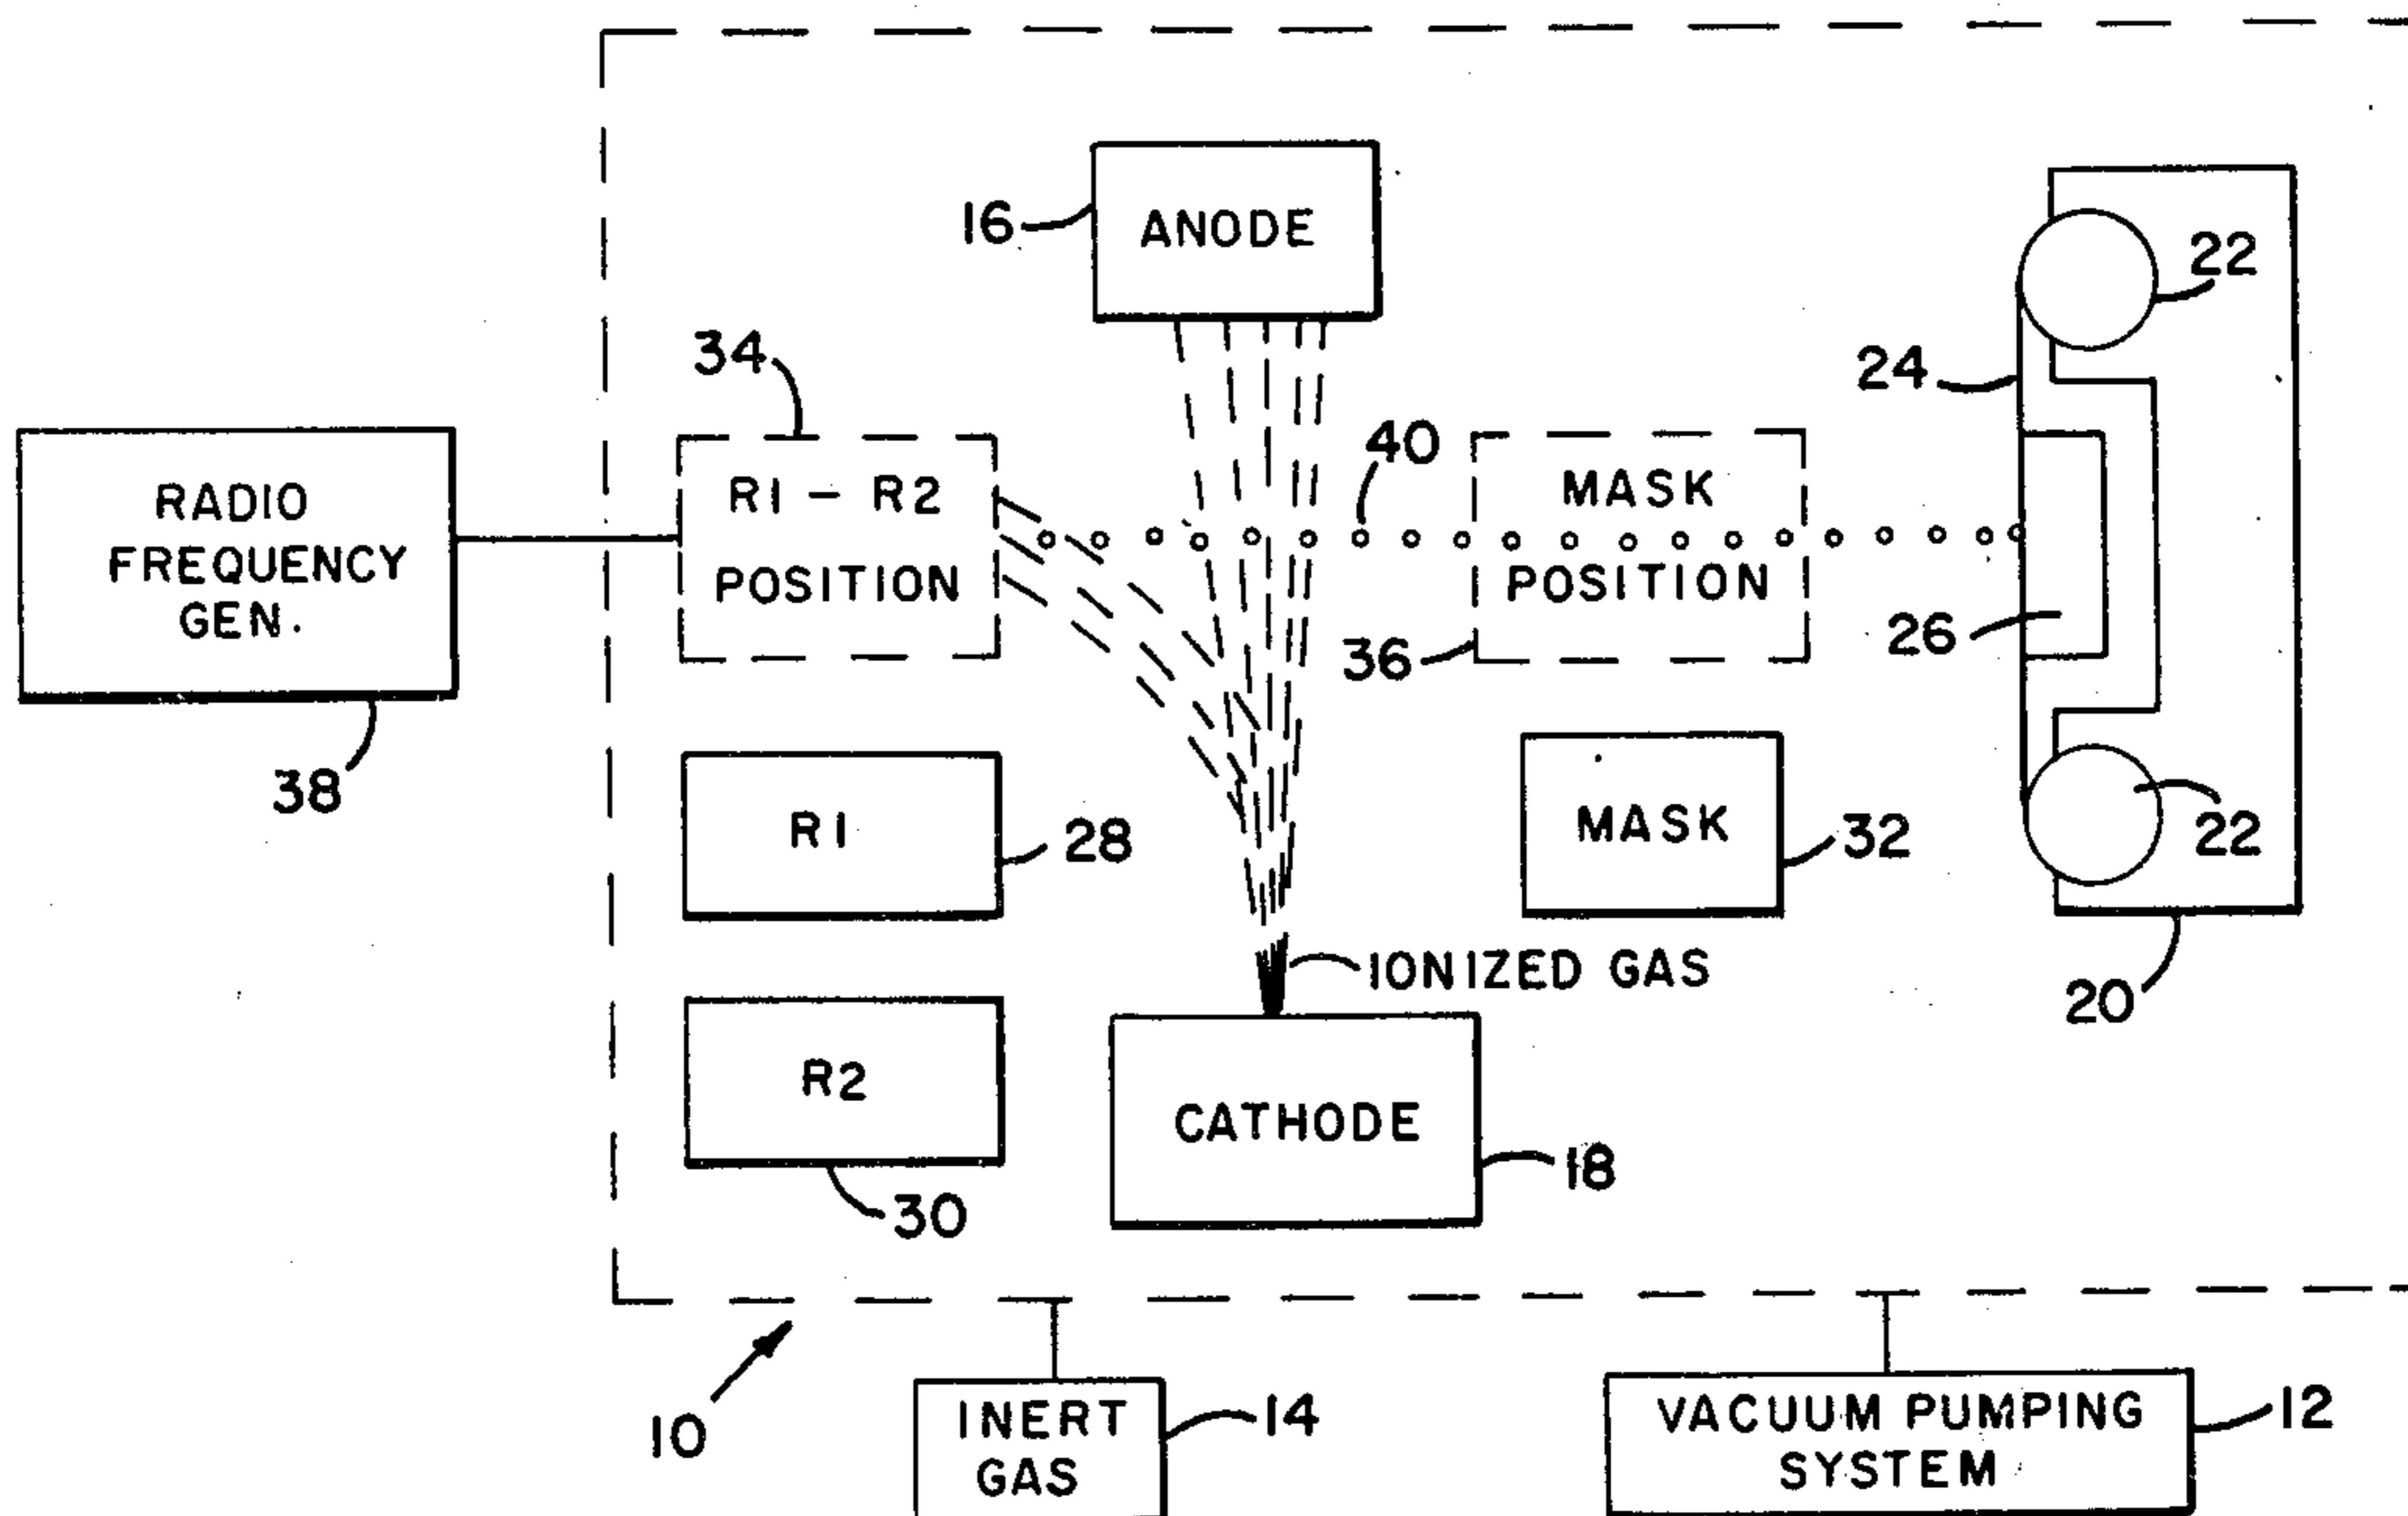 16
ANODE
22
34
24
40
RADIO
FREQUENCY
GEN.
R1 – R2
POSITION
MASK
POSITION
26
36
38
R1
28
MASK
32
22
IONIZED GAS
20
R2
CATHODE
18
30
10
INERT
GAS
14
VACUUM PUMPING
SYSTEM
12